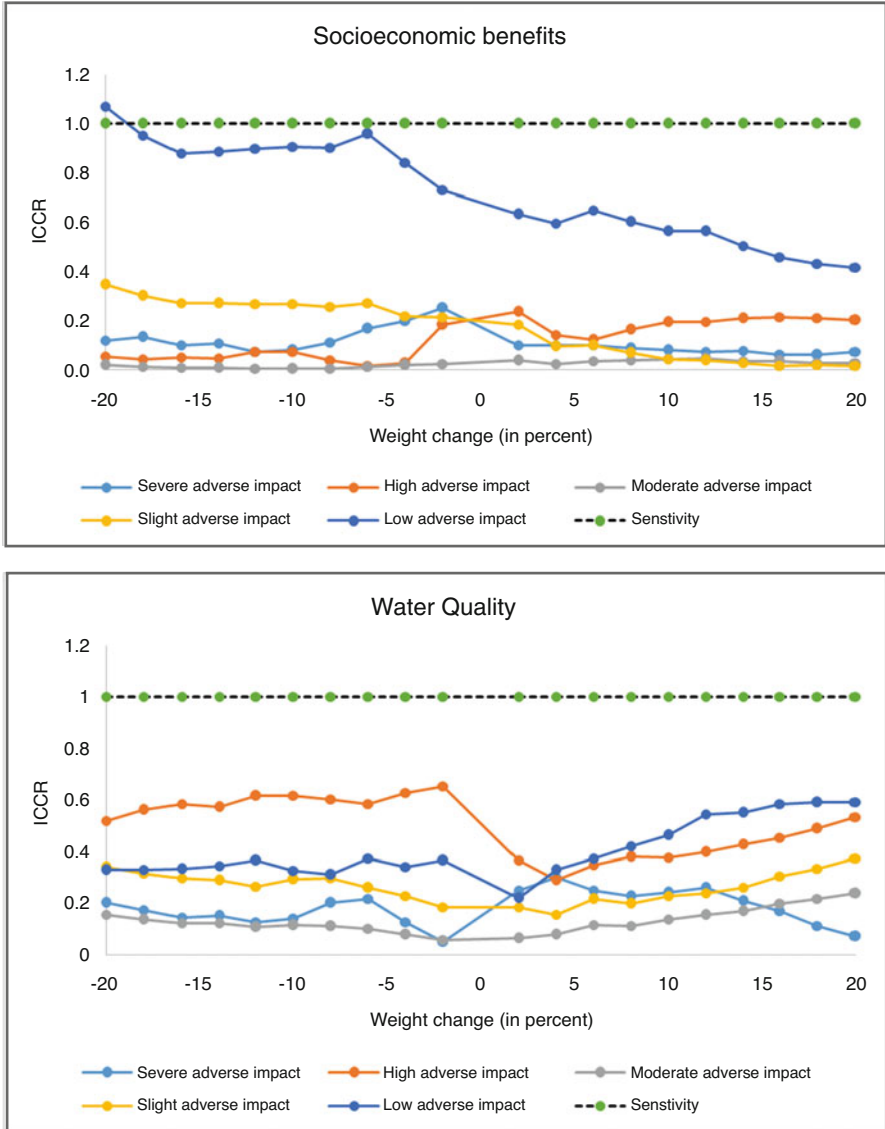 Socioeconomic benefits
1.2
1.0
0.8
0.6
0.4
0.2
0.0
ICCR
-20 -15 -10 -5 0 5 10 15 20
Weight change (in percent)
Severe adverse impact High adverse impact Moderate adverse impact
Slight adverse impact Low adverse impact Senstivity
Water Quality
1.2
1
0.8
0.6
0.4
0.2
0
ICCR
-20 -15 -10 -5 0 5 10 15 20
Weight change (in percent)
Severe adverse impact High adverse impact Moderate adverse impact
Slight adverse impact Low adverse impact Senstivity